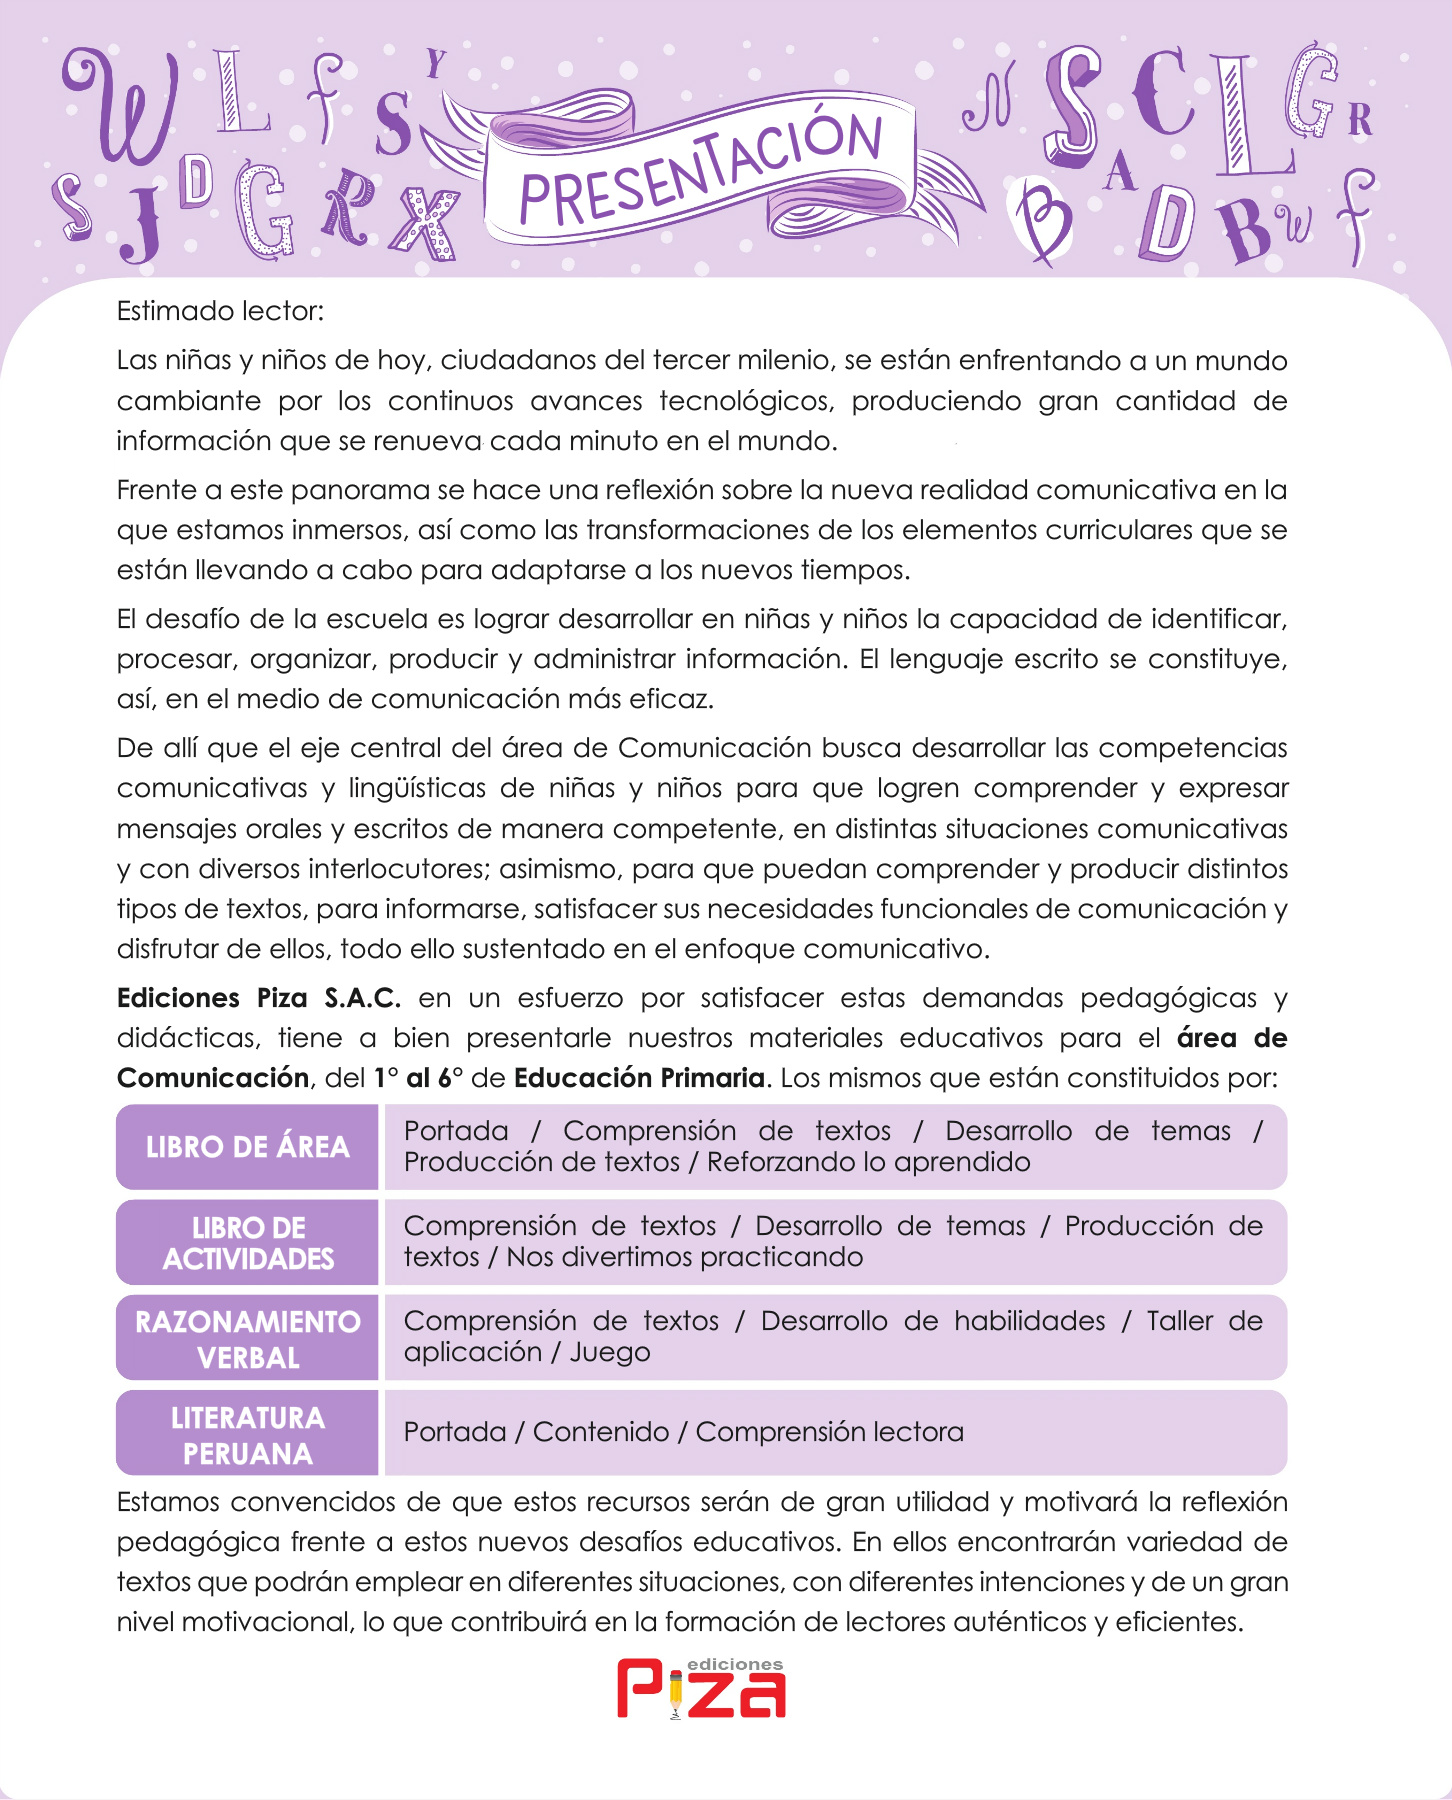 W L f S Y
PRESENTACIÓN
N S C L G R
S J D G R X
B A D B W f
Estimado lector:
Las niñas y niños de hoy, ciudadanos del tercer milenio, se están enfrentando a un mundo
cambiante por los continuos avances tecnológicos, produciendo gran cantidad de
información que se renueva cada minuto en el mundo.
Frente a este panorama se hace una reflexión sobre la nueva realidad comunicativa en la
que estamos inmersos, así como las transformaciones de los elementos curriculares que se
están llevando a cabo para adaptarse a los nuevos tiempos.
El desafío de la escuela es lograr desarrollar en niñas y niños la capacidad de identificar,
procesar, organizar, producir y administrar información. El lenguaje escrito se constituye,
así, en el medio de comunicación más eficaz.
De allí que el eje central del área de Comunicación busca desarrollar las competencias
comunicativas y lingüísticas de niñas y niños para que logren comprender y expresar
mensajes orales y escritos de manera competente, en distintas situaciones comunicativas
y con diversos interlocutores; asimismo, para que puedan comprender y producir distintos
tipos de textos, para informarse, satisfacer sus necesidades funcionales de comunicación y
disfrutar de ellos, todo ello sustentado en el enfoque comunicativo.
Ediciones Piza S.A.C. en un esfuerzo por satisfacer estas demandas pedagógicas y
didácticas, tiene a bien presentarle nuestros materiales educativos para el área de
Comunicación, del 1° al 6° de Educación Primaria. Los mismos que están constituidos por:
LIBRO DE ÁREA
Portada / Comprensión de textos / Desarrollo de temas /
Producción de textos / Reforzando lo aprendido
LIBRO DE
ACTIVIDADES
Comprensión de textos / Desarrollo de temas / Producción de
textos / Nos divertimos practicando
RAZONAMIENTO
VERBAL
Comprensión de textos / Desarrollo de habilidades / Taller de
aplicación / Juego
LITERATURA
PERUANA
Portada / Contenido / Comprensión lectora
Estamos convencidos de que estos recursos serán de gran utilidad y motivará la reflexión
pedagógica frente a estos nuevos desafíos educativos. En ellos encontrarán variedad de
textos que podrán emplear en diferentes situaciones, con diferentes intenciones y de un gran
nivel motivacional, lo que contribuirá en la formación de lectores auténticos y eficientes.
ediciones
Piza